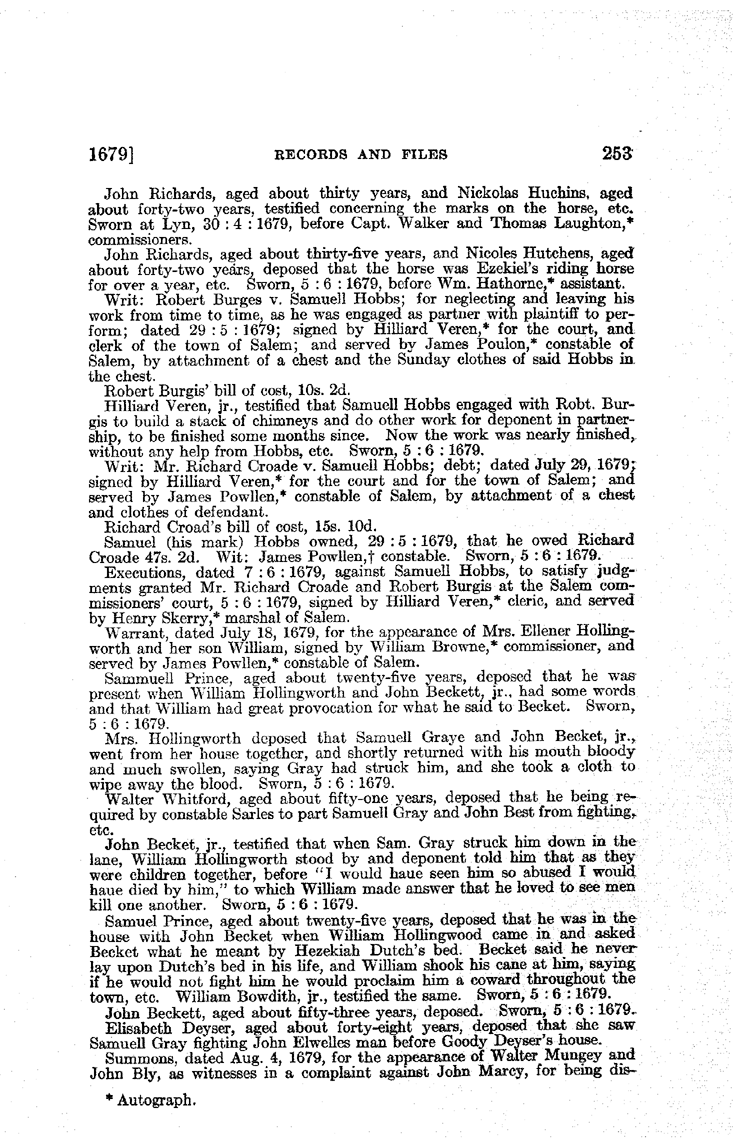 1679] RECORDS AND FILES 253
John Richards, aged about thirty years, and Nickolas Huchins, aged
about forty-two years, testified concerning the marks on the horse, etc.
Sworn at Lyn, 30 : 4 : 1679, before Capt. Walker and Thomas Laughton,*
commissioners.
John Richards, aged about thirty-five years, and Nicoles Hutchens, aged
about forty-two years, deposed that the horse was Ezekiel's riding horse
for over a year, etc. Sworn, 5 : 6 : 1679, before Wm. Hathorne,* assistant.
Writ: Robert Burges v. Samuell Hobbs; for neglecting and leaving his
work from time to time, as he was engaged as partner with plaintiff to per-
form; dated 29 : 5 : 1679; signed by Hilliard Veren,* for the court, and
clerk of the town of Salem; and served by James Poulon,* constable of
Salem, by attachment of a chest and the Sunday clothes of said Hobbs in
the chest.
Robert Burgis' bill of cost, 10s. 2d.
Hilliard Veren, jr., testified that Samuell Hobbs engaged with Robt. Bur-
gis to build a stack of chimneys and do other work for deponent in partner-
ship, to be finished some months since. Now the work was nearly finished,
without any help from Hobbs, etc. Sworn, 5 : 6 : 1679.
Writ: Mr. Richard Croade v. Samuell Hobbs; debt; dated July 29, 1679;
signed by Hilliard Veren,* for the court and for the town of Salem; and
served by James Powllen,* constable of Salem, by attachment of a chest
and clothes of defendant.
Richard Croad's bill of cost, 15s. 10d.
Samuel (his mark) Hobbs owned, 29 : 5 : 1679, that he owed Richard
Croade 47s. 2d. Wit: James Powllen,† constable. Sworn, 5 : 6 : 1679.
Executions, dated 7 : 6 : 1679, against Samuell Hobbs, to satisfy judg-
ments granted Mr. Richard Croade and Robert Burgis at the Salem com-
missioners' court, 5 : 6 : 1679, signed by Hilliard Veren,* cleric, and served
by Henry Skerry,* marshal of Salem.
Warrant, dated July 18, 1679, for the appearance of Mrs. Ellener Holling-
worth and her son William, signed by William Browne,* commissioner, and
served by James Powllen,* constable of Salem.
Sammuell Prince, aged about twenty-five years, deposed that he was
present when William Hollingworth and John Beckett, jr., had some words
and that William had great provocation for what he said to Becket. Sworn,
5 : 6 : 1679.
Mrs. Hollingworth deposed that Samuell Graye and John Becket, jr.,
went from her house together, and shortly returned with his mouth bloody
and much swollen, saying Gray had struck him, and she took a cloth to
wipe away the blood. Sworn, 5 : 6 : 1679.
Walter Whitford, aged about fifty-one years, deposed that he being re-
quired by constable Sarles to part Samuell Gray and John Best from fighting,
etc.
John Becket, jr., testified that when Sam. Gray struck him down in the
lane, William Hollingworth stood by and deponent told him that as they
were children together, before "I would haue seen him so abused I would
haue died by him," to which William made answer that he loved to see men
kill one another. Sworn, 5 : 6 : 1679.
Samuel Prince, aged about twenty-five years, deposed that he was in the
house with John Becket when William Hollingwood came in and asked
Becket what he meant by Hezekiah Dutch's bed. Becket said he never
lay upon Dutch's bed in his life, and William shook his cane at him, saying
if he would not fight him he would proclaim him a coward throughout the
town, etc. William Bowdith, jr., testified the same. Sworn, 5 : 6 : 1679.
John Beckett, aged about fifty-three years, deposed. Sworn, 5 : 6 : 1679.
Elisabeth Deyser, aged about forty-eight years, deposed that she saw
Samuell Gray fighting John Elwelles man before Goody Deyser's house.
Summons, dated Aug. 4, 1679, for the appearance of Walter Mungey and
John Bly, as witnesses in a complaint against John Marcy, for being dis-
* Autograph.